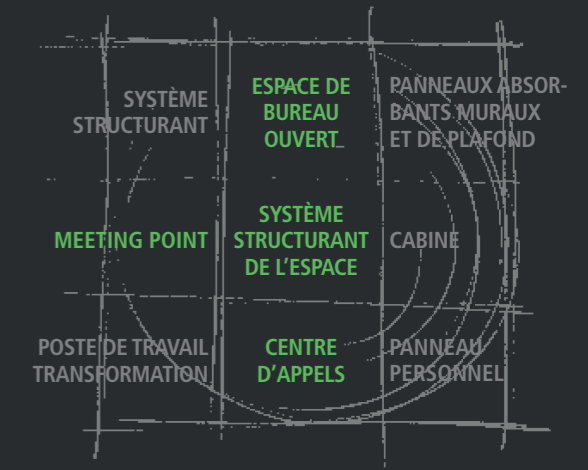 SYSTÈME
STRUCTURANT
ESPACE DE
BUREAU
OUVERT
PANNEAUX ABSOR-
BANTS MURAUX
ET DE PLAFOND
MEETING POINT
SYSTÈME
STRUCTURANT
DE L'ESPACE
CABINE
POSTE DE TRAVAIL
TRANSFORMATION
CENTRE
D'APPELS
PANNEAU
PERSONNEL